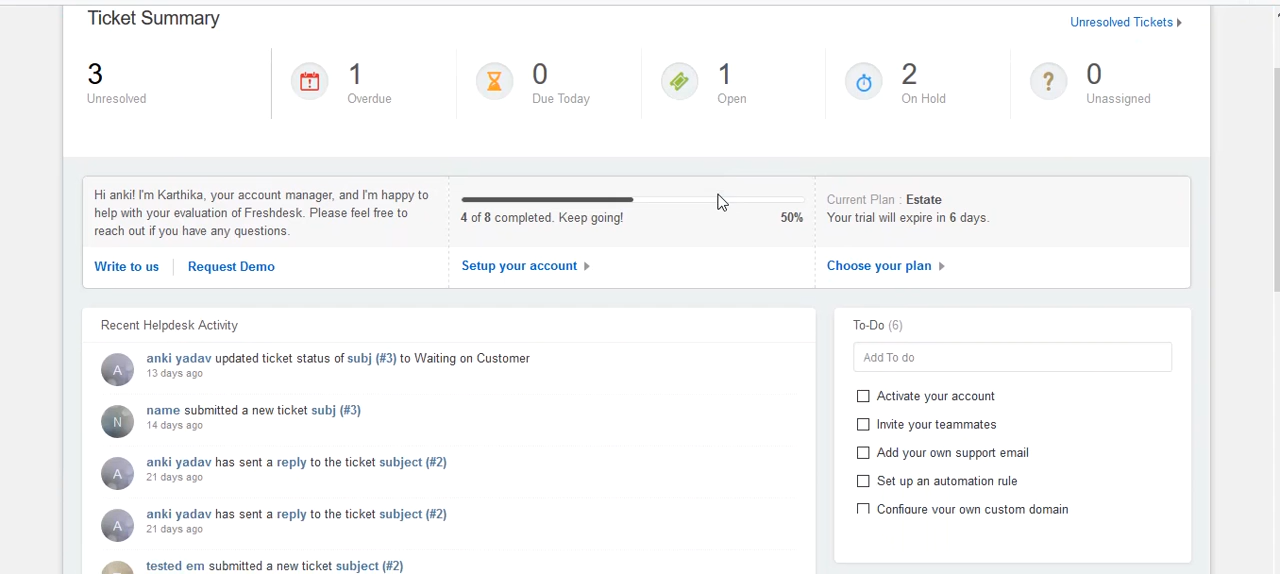 Ticket Summary
Unresolved Tickets
3
Unresolved
1
Overdue
0
Due Today
1
Open
2
On Hold
?
0
Unassigned
Hi anki! I'm Karthika, your account manager, and I'm happy to
help with your evaluation of Freshdesk. Please feel free to
reach out if you have any questions.
Write to us
Request Demo
4 of 8 completed. Keep going!
50%
Setup your account
Current Plan : Estate
Your trial will expire in 6 days.
Choose your plan
Recent Helpdesk Activity
A
anki yadav updated ticket status of subj (#3) to Waiting on Customer
13 days ago
N
name submitted a new ticket subj (#3)
14 days ago
A
anki yadav has sent a reply to the ticket subject (#2)
21 days ago
A
anki yadav has sent a reply to the ticket subject (#2)
21 days ago
tested em submitted a new ticket subject (#2)
To-Do (6)
Add To do
Activate your account
Invite your teammates
Add your own support email
Set up an automation rule
Configure your own custom domain